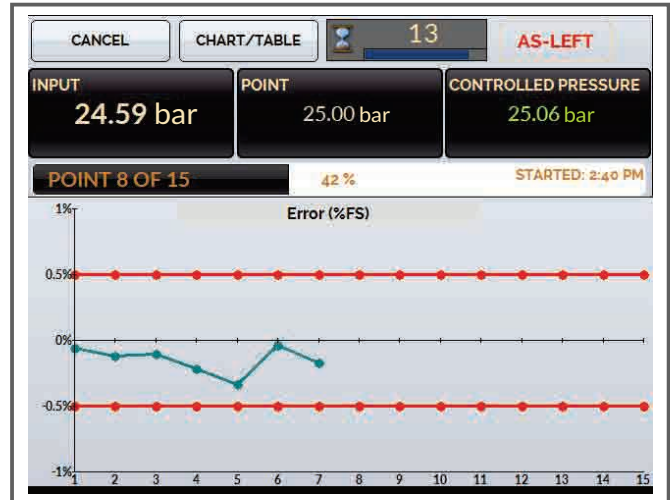 CANCEL CHART/TABLE 13 AS-LEFT
INPUT POINT CONTROLLED PRESSURE
24.59 bar 25.00 bar 25.06 bar
POINT 8 OF 15 42 % STARTED: 2:40 PM
Error (%FS)
1%
0.5%
0%
-0.5%
-1%
1 2 3 4 5 6 7 8 9 10 11 12 13 14 15